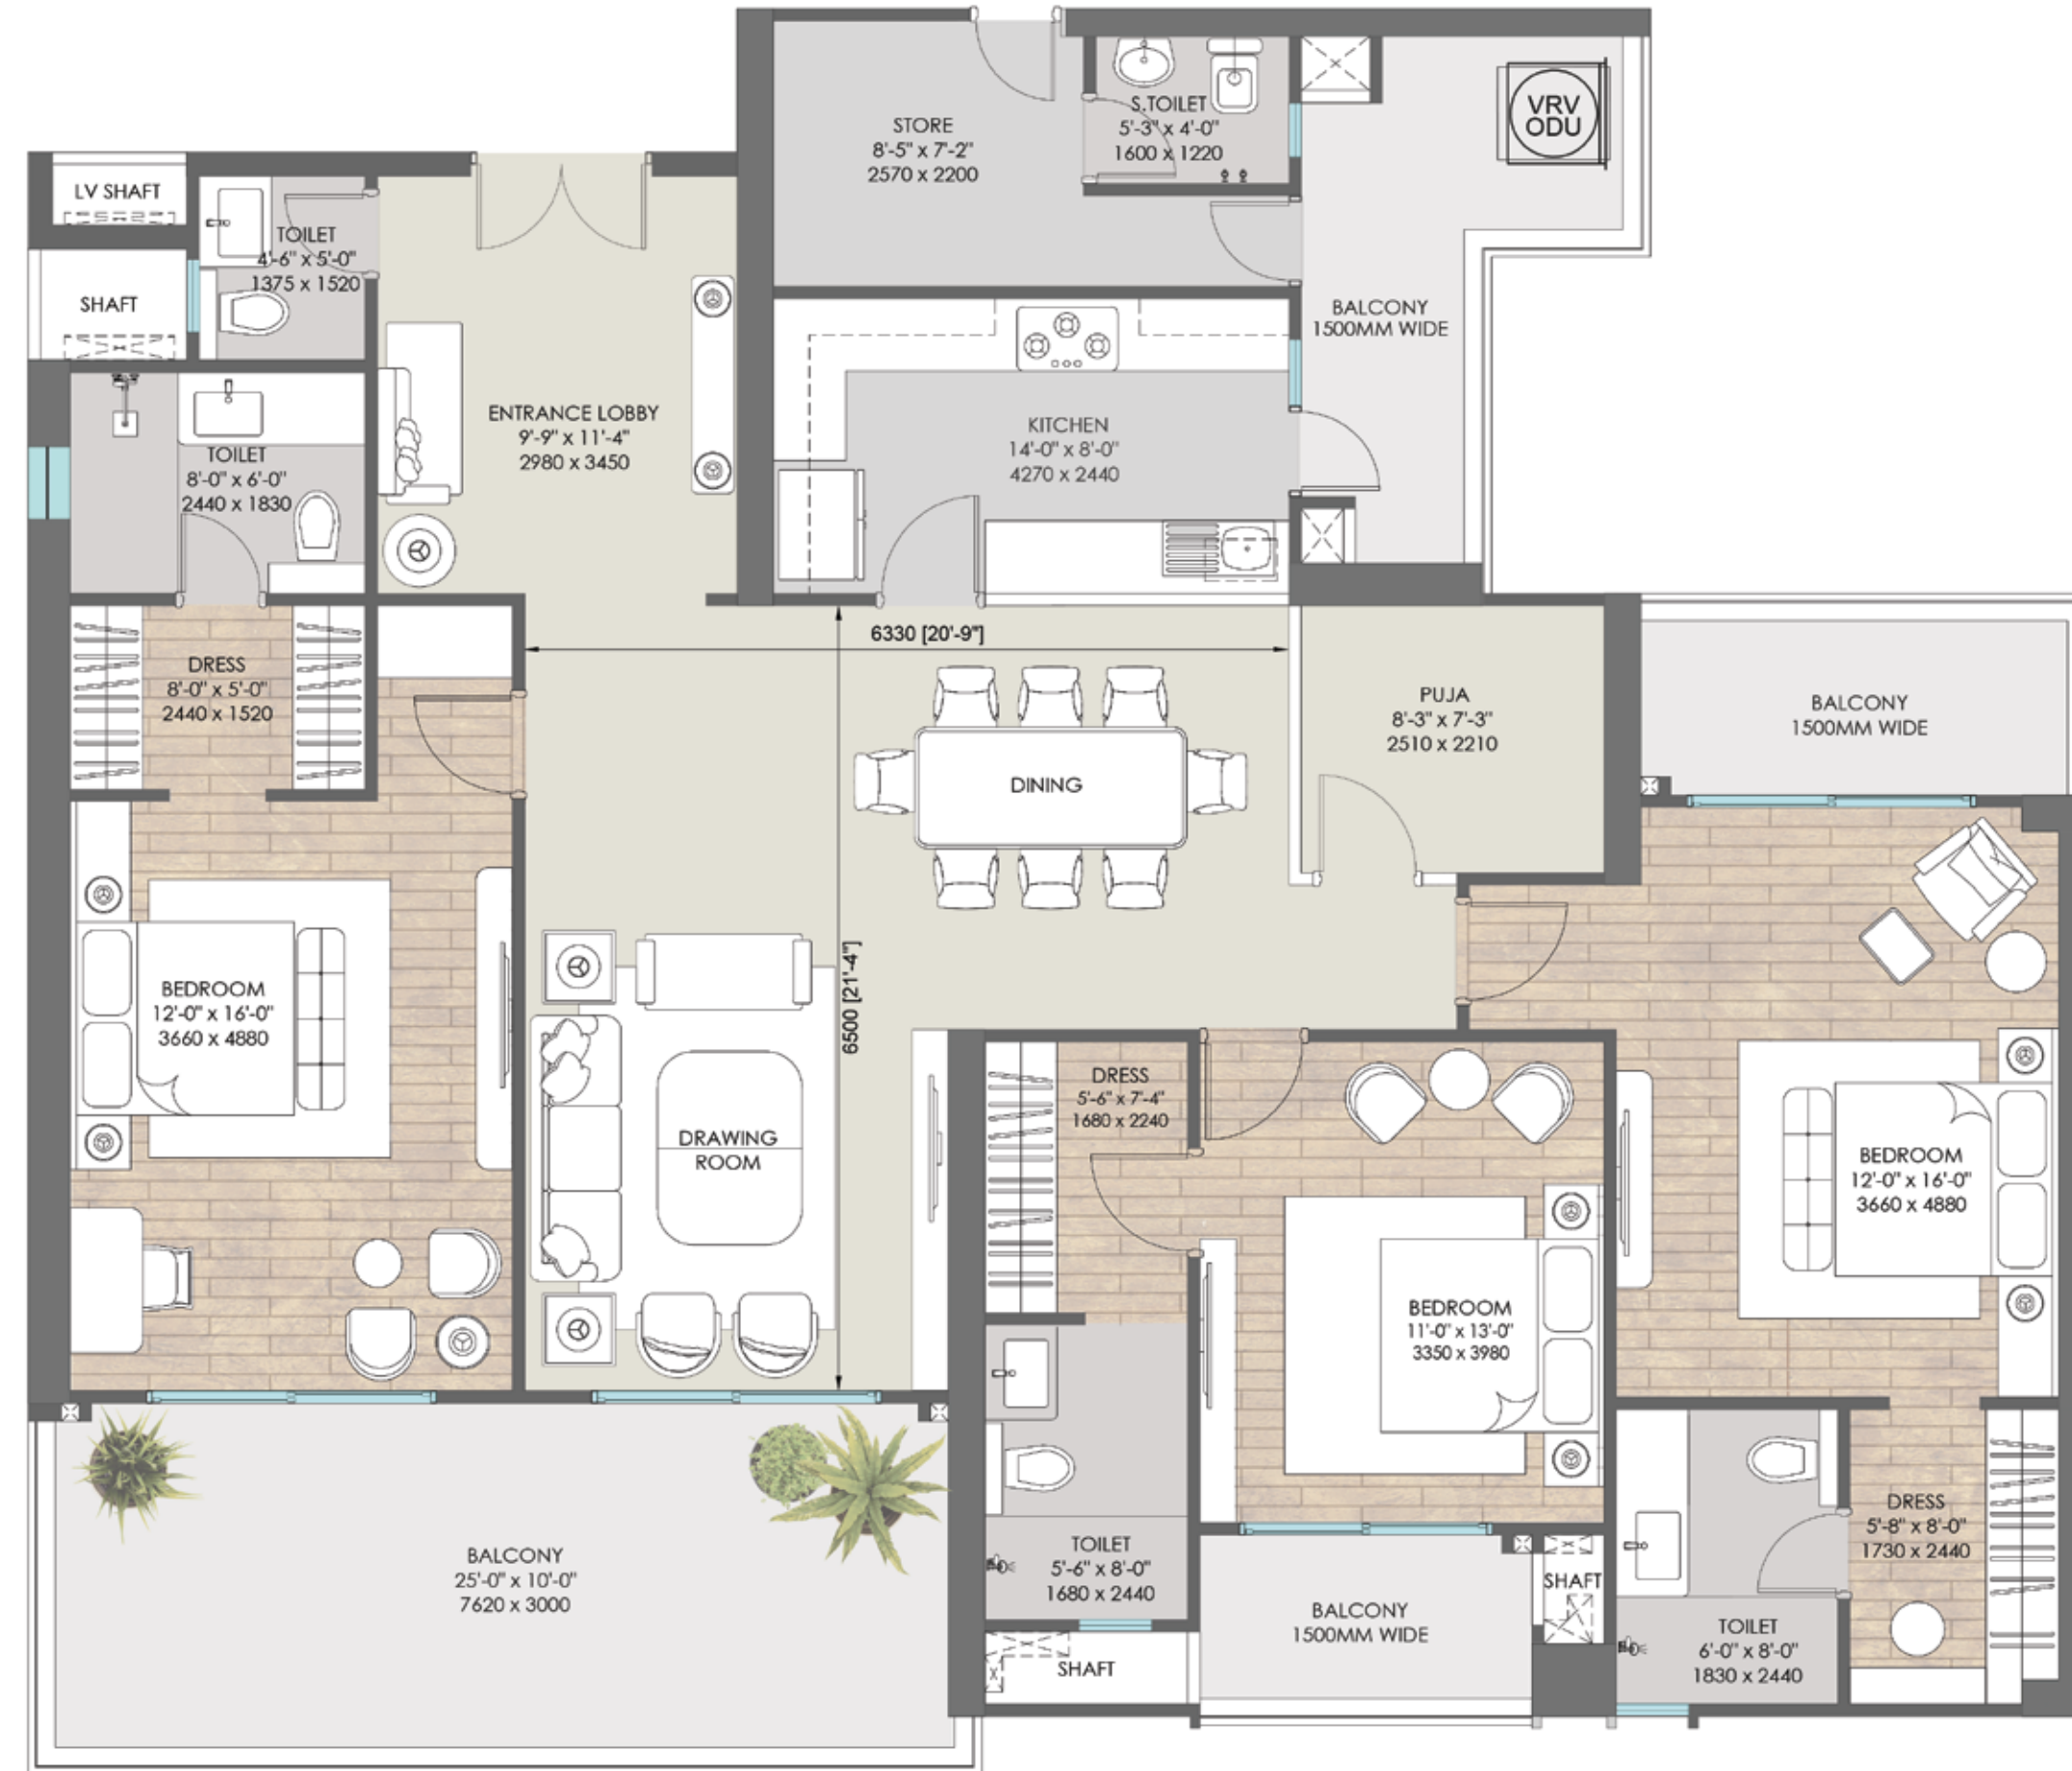 VRV
ODU
S.TOILET
5'-3" x 4'-0"
1600 x 1220
STORE
8'-5" x 7'-2"
2570 x 2200
LV SHAFT
TOILET
4'-6" x 5'-0"
1375 x 1520
SHAFT
BALCONY
1500MM WIDE
ENTRANCE LOBBY
9'-9" x 11'-4"
2980 x 3450
KITCHEN
14'-0" x 8'-0"
4270 x 2440
TOILET
8'-0" x 6'-0"
2440 x 1830
6330 [20'-9"]
DRESS
8'-0" x 5'-0"
2440 x 1520
PUJA
8'-3" x 7'-3"
2510 x 2210
BALCONY
1500MM WIDE
DINING
6500 [21'-4"]
BEDROOM
12'-0" x 16'-0"
3660 x 4880
DRESS
5'-6" x 7'-4"
1680 x 2240
DRAWING
ROOM
BEDROOM
12'-0" x 16'-0"
3660 x 4880
BEDROOM
11'-0" x 13'-0"
3350 x 3980
DRESS
5'-8" x 8'-0"
1730 x 2440
TOILET
5'-6" x 8'-0"
1680 x 2440
BALCONY
25'-0" x 10'-0"
7620 x 3000
SHAFT
BALCONY
1500MM WIDE
TOILET
6'-0" x 8'-0"
1830 x 2440
SHAFT